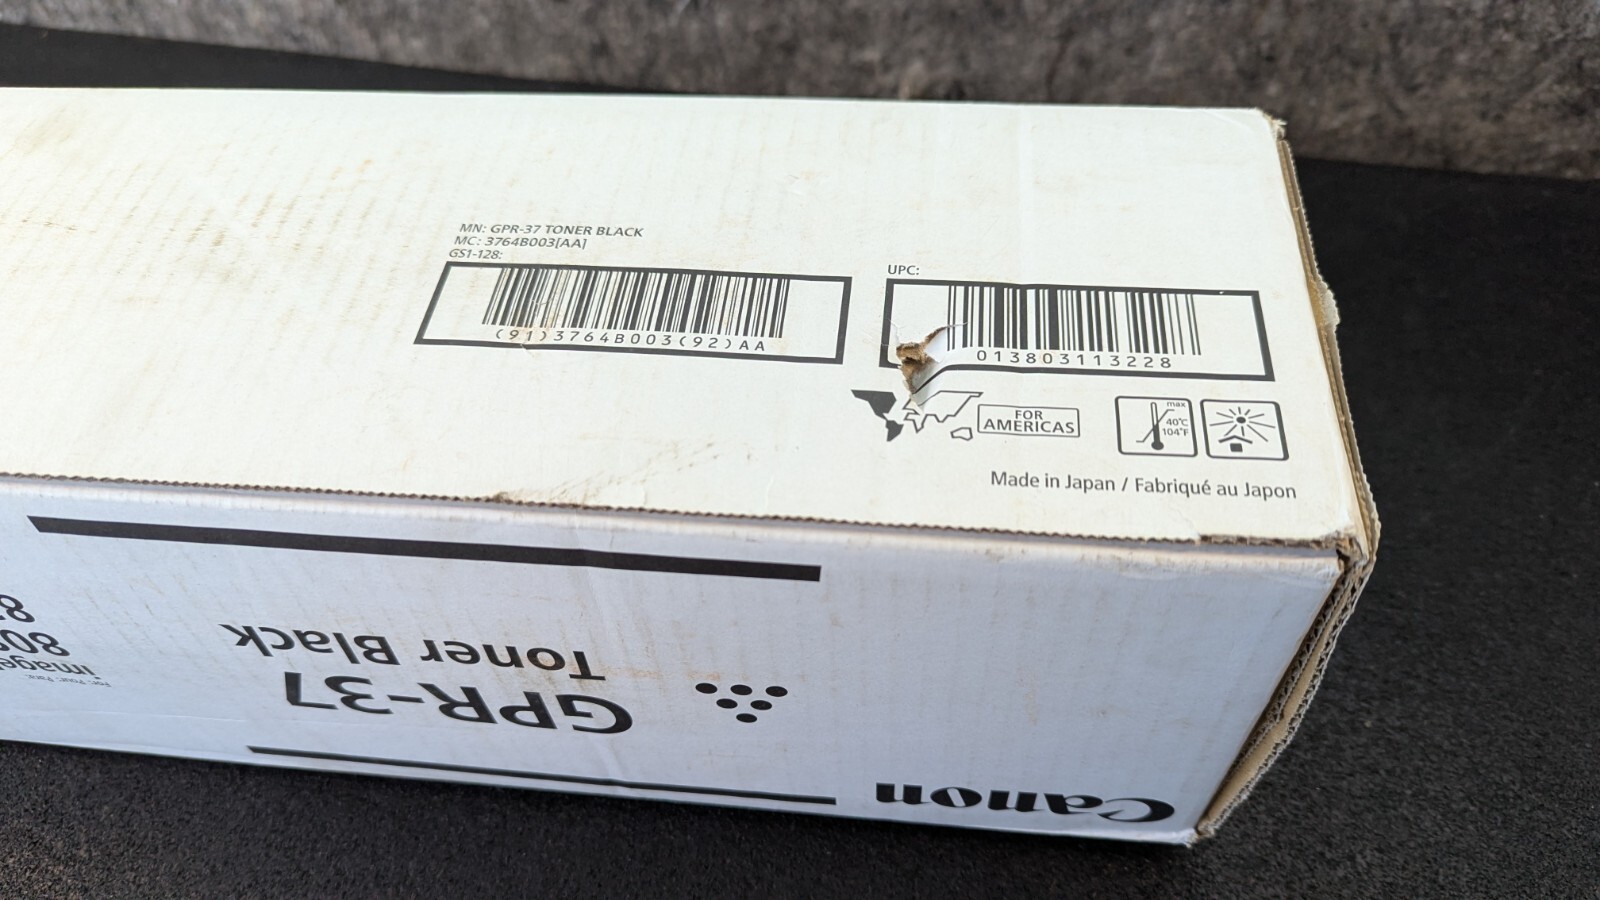 MN: GPR-37 TONER BLACK
MC: 3764B003[AA]
GS1-128:
(91)3764B003(92)AA
UPC:
013803113228
FOR
AMERICAS
max
40°C
104°F
Made in Japan / Fabriqué au Japon
Canon
GPR-37
Toner Black